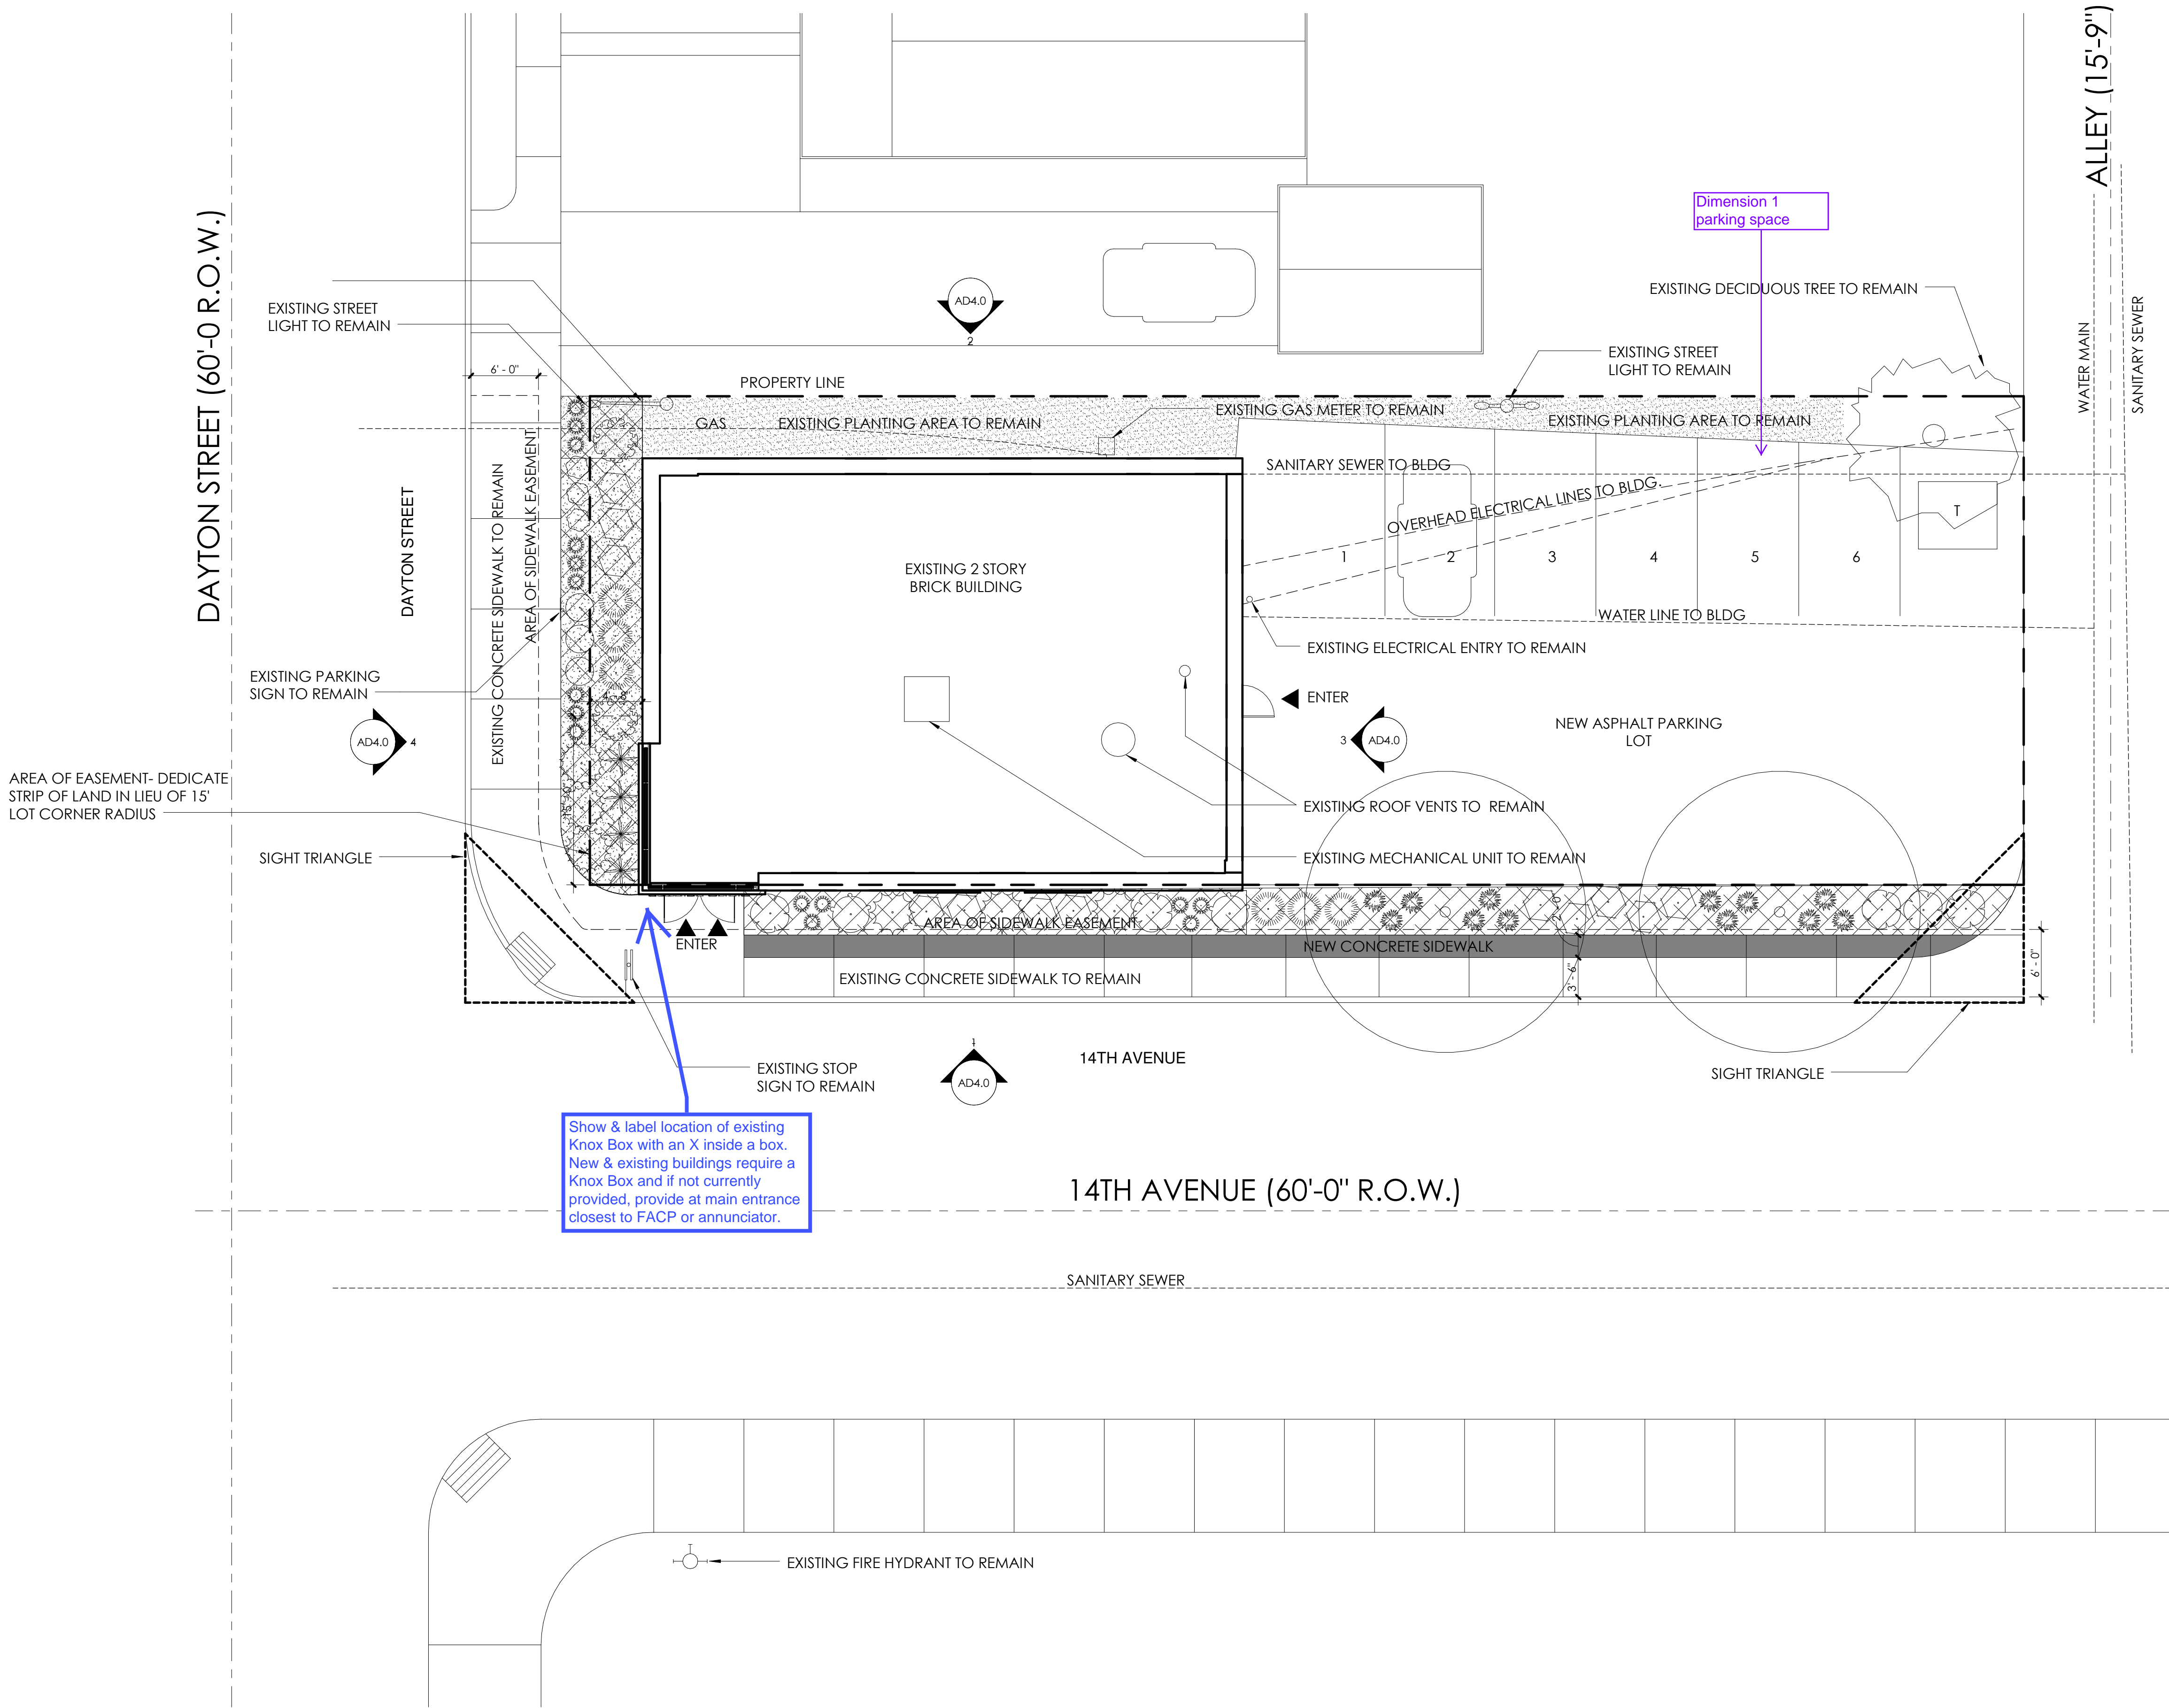 ALLEY (15'-9")
DAYTON STREET (60'-0 R.O.W.)
Dimension 1
parking space
EXISTING DECIDUOUS TREE TO REMAIN
EXISTING STREET
LIGHT TO REMAIN
AD4.0
2
EXISTING STREET
LIGHT TO REMAIN
WATER MAIN
SANITARY SEWER
6' - 0"
PROPERTY LINE
GAS
EXISTING PLANTING AREA TO REMAIN
EXISTING GAS METER TO REMAIN
EXISTING PLANTING AREA TO REMAIN
SANITARY SEWER TO BLDG
OVERHEAD ELECTRICAL LINES TO BLDG.
T
DAYTON STREET
EXISTING CONCRETE SIDEWALK TO REMAIN
AREA OF SIDEWALK EASEMENT
EXISTING 2 STORY
BRICK BUILDING
1
2
3
4
5
6
WATER LINE TO BLDG
EXISTING ELECTRICAL ENTRY TO REMAIN
EXISTING PARKING
SIGN TO REMAIN
4' - 8"
ENTER
AD4.0
4
3
AD4.0
NEW ASPHALT PARKING
LOT
AREA OF EASEMENT- DEDICATE
STRIP OF LAND IN LIEU OF 15'
LOT CORNER RADIUS
15' - 0"
EXISTING ROOF VENTS TO REMAIN
SIGHT TRIANGLE
EXISTING MECHANICAL UNIT TO REMAIN
AREA OF SIDEWALK EASEMENT
2' - 0"
ENTER
NEW CONCRETE SIDEWALK
EXISTING CONCRETE SIDEWALK TO REMAIN
3' - 6"
6' - 0"
1
AD4.0
14TH AVENUE
EXISTING STOP
SIGN TO REMAIN
SIGHT TRIANGLE
Show & label location of existing
Knox Box with an X inside a box.
New & existing buildings require a
Knox Box and if not currently
provided, provide at main entrance
closest to FACP or annunciator.
14TH AVENUE (60'-0" R.O.W.)
SANITARY SEWER
EXISTING FIRE HYDRANT TO REMAIN